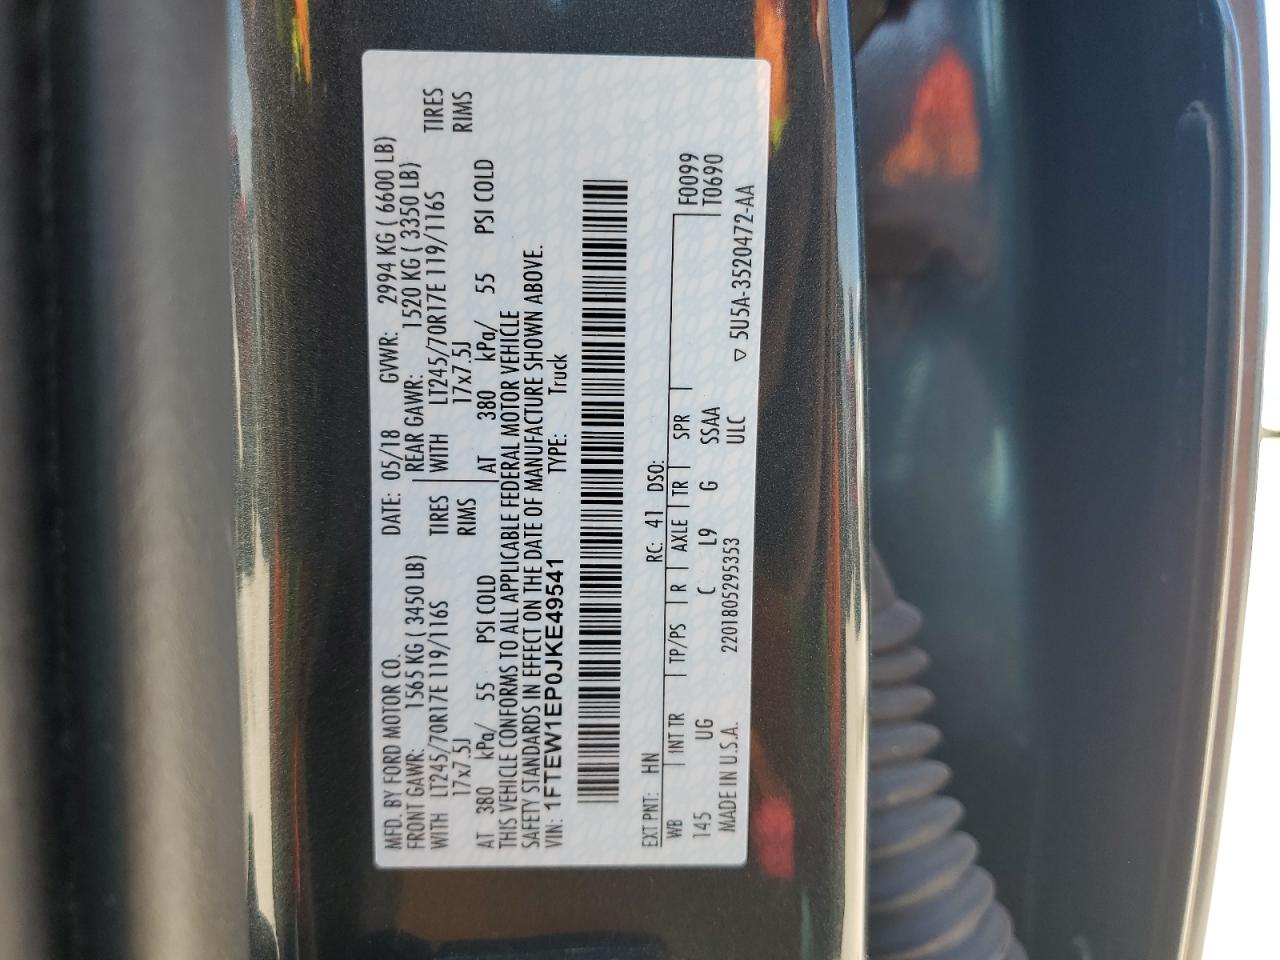 MFD. BY FORD MOTOR CO. DATE: 05/18 GVWR: 2994 KG ( 6600 LB)
FRONT GAWR: 1565 KG ( 3450 LB) REAR GAWR: 1520 KG ( 3350 LB)
WITH LT245/70R17E 119/116S TIRES WITH LT245/70R17E 119/116S TIRES
17x7.5J RIMS 17x7.5J RIMS
AT 380 kPa/ 55 PSI COLD AT 380 kPa/ 55 PSI COLD
THIS VEHICLE CONFORMS TO ALL APPLICABLE FEDERAL MOTOR VEHICLE
SAFETY STANDARDS IN EFFECT ON THE DATE OF MANUFACTURE SHOWN ABOVE.
VIN: 1FTEW1EP0JKE49541 TYPE: Truck
EXT PNT: HN RC: 41 DSO: F0099
WB INT TR TP/PS R AXLE TR SPR T0690
145 UG C L9 G SSAA
MADE IN U.S.A. 2201805295353 ULC ▽ 5U5A-3520472-AA